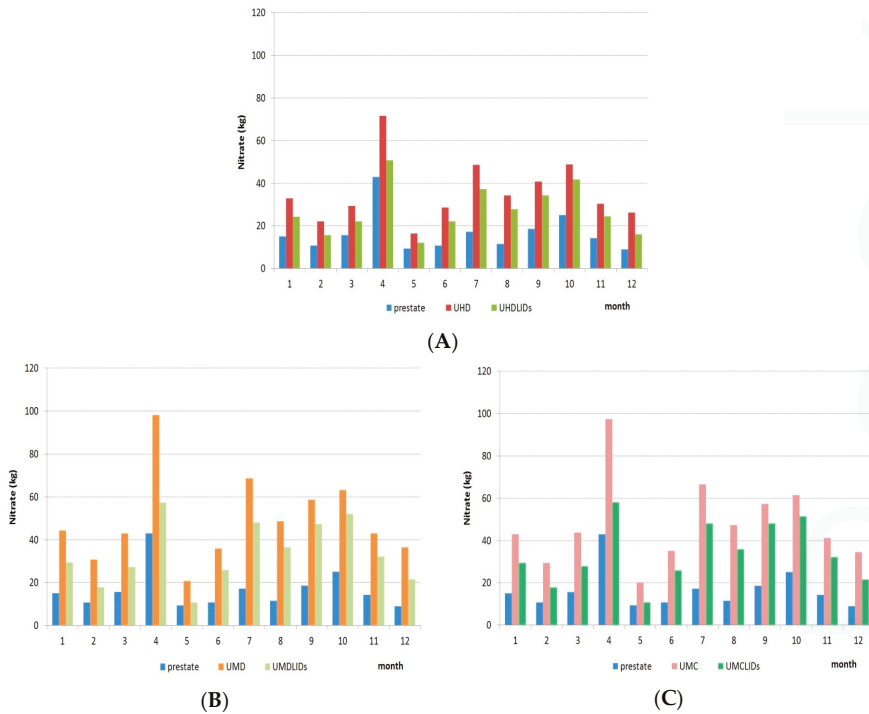 120
100
80
60
40
20
0
Nitrate (kg)
1 2 3 4 5 6 7 8 9 10 11 12
prestate UHD UHDLIDs month
(A)
120
100
80
60
40
20
0
Nitrate (kg)
1 2 3 4 5 6 7 8 9 10 11 12
prestate UMD UMDLIDs month
(B)
120
100
80
60
40
20
0
Nitrate (kg)
1 2 3 4 5 6 7 8 9 10 11 12
prestate UMC UMCLIDs month
(C)